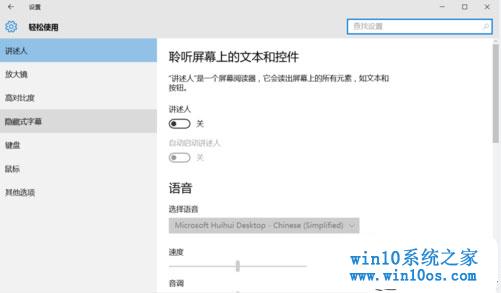 设置
轻松使用
查找设置
讲述人
放大镜
高对比度
隐藏式字幕
键盘
鼠标
其他选项
聆听屏幕上的文本和控件
“讲述人”是一个屏幕阅读器，它会读出屏幕上的所有元素，如文本和
按钮。
讲述人
关
自动启动讲述人
关
语音
选择语音
Microsoft Huihui Desktop - Chinese (Simplified)
速度
音调
win10系统之家
www.win10os.com